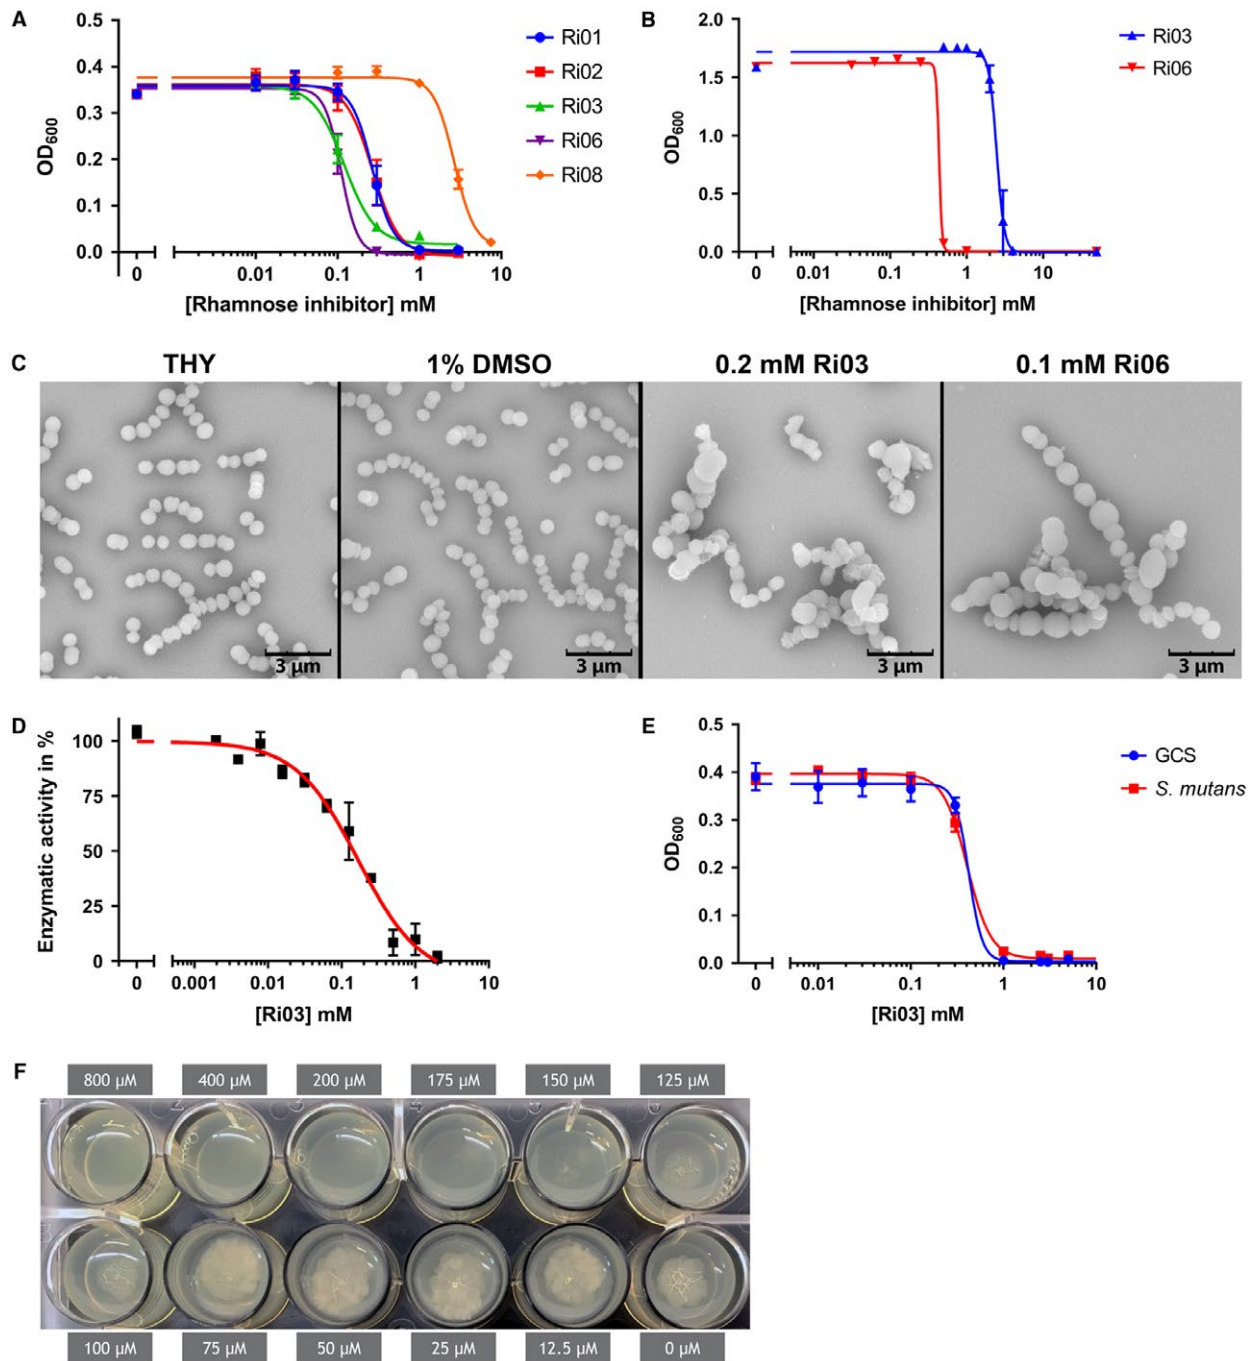 A
0.5
0.4
0.3
0.2
0.1
0.0
OD600
0 0.01 0.1 1 10
[Rhamnose inhibitor] mM
Ri01
Ri02
Ri03
Ri06
Ri08
B
2.0
1.5
1.0
0.5
0.0
OD600
0 0.01 0.1 1 10
[Rhamnose inhibitor] mM
Ri03
Ri06
C
THY 1% DMSO 0.2 mM Ri03 0.1 mM Ri06
3 µm 3 µm 3 µm 3 µm
D
100
75
50
25
0
Enzymatic activity in %
0 0.001 0.01 0.1 1 10
[Ri03] mM
E
0.5
0.4
0.3
0.2
0.1
0.0
OD600
0 0.01 0.1 1 10
[Ri03] mM
GCS
S. mutans
F
800 µM 400 µM 200 µM 175 µM 150 µM 125 µM
100 µM 75 µM 50 µM 25 µM 12.5 µM 0 µM